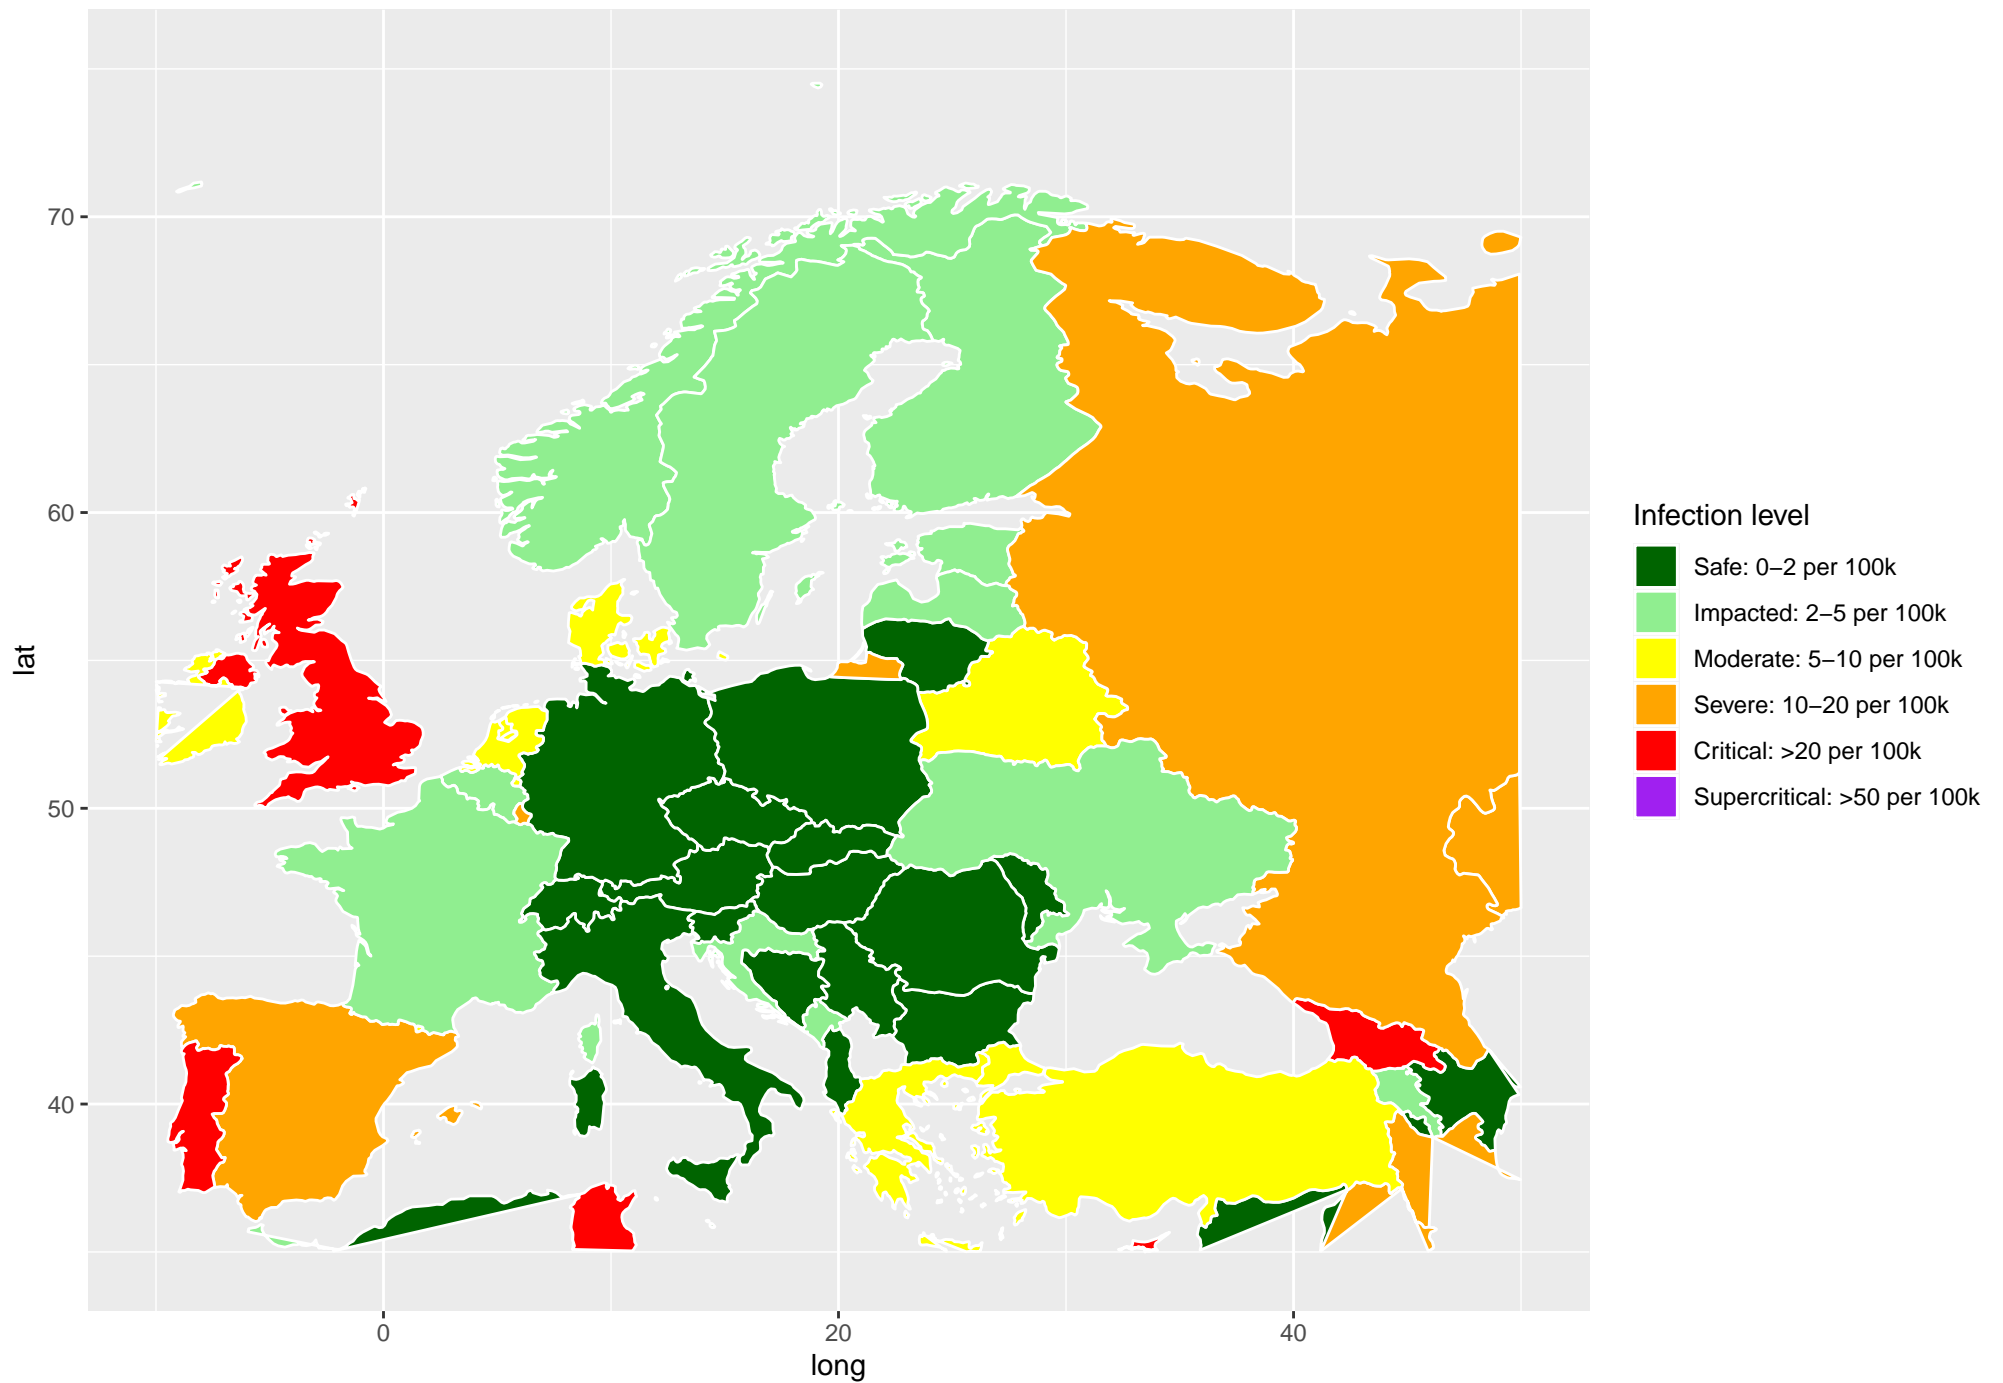 70
60
50
40
lat
0
20
40
long
Infection level
Safe: 0–2 per 100k
Impacted: 2–5 per 100k
Moderate: 5–10 per 100k
Severe: 10–20 per 100k
Critical: >20 per 100k
Supercritical: >50 per 100k